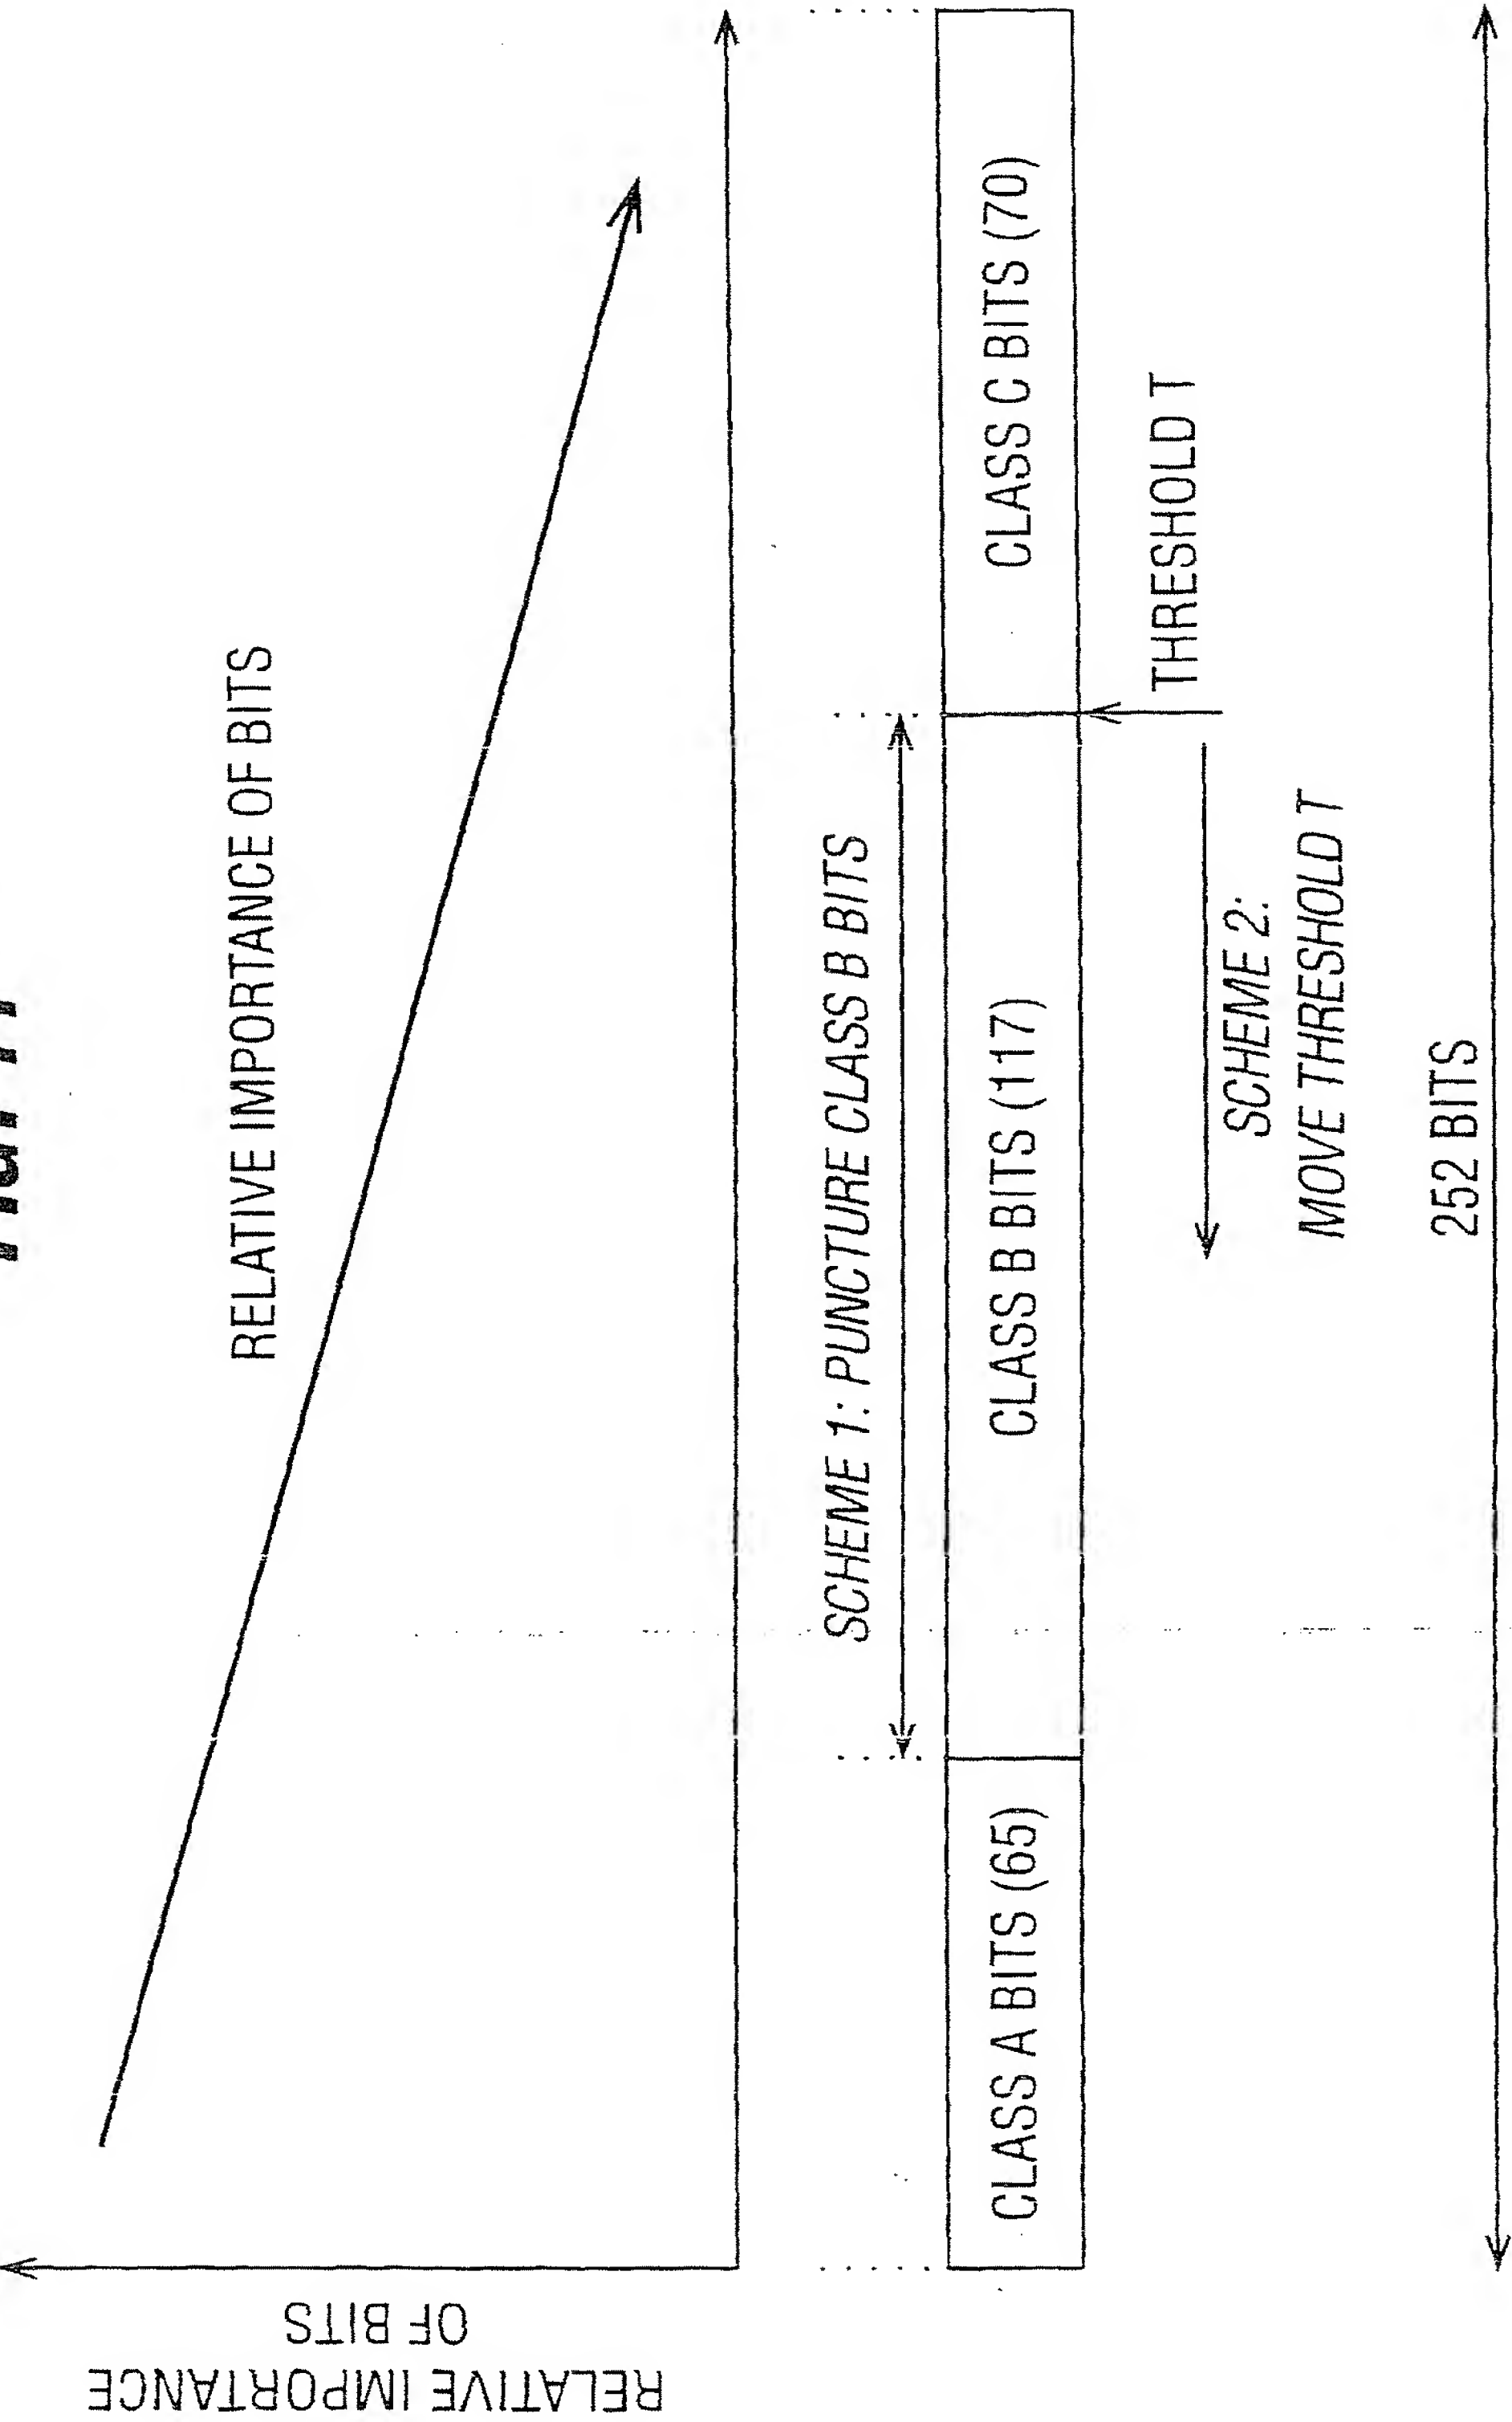 RELATIVE IMPORTANCE
OF BITS
RELATIVE IMPORTANCE OF BITS
SCHEME 1: PUNCTURE CLASS B BITS
CLASS A BITS (65)
CLASS B BITS (117)
CLASS C BITS (70)
THRESHOLD T
SCHEME 2:
MOVE THRESHOLD T
252 BITS